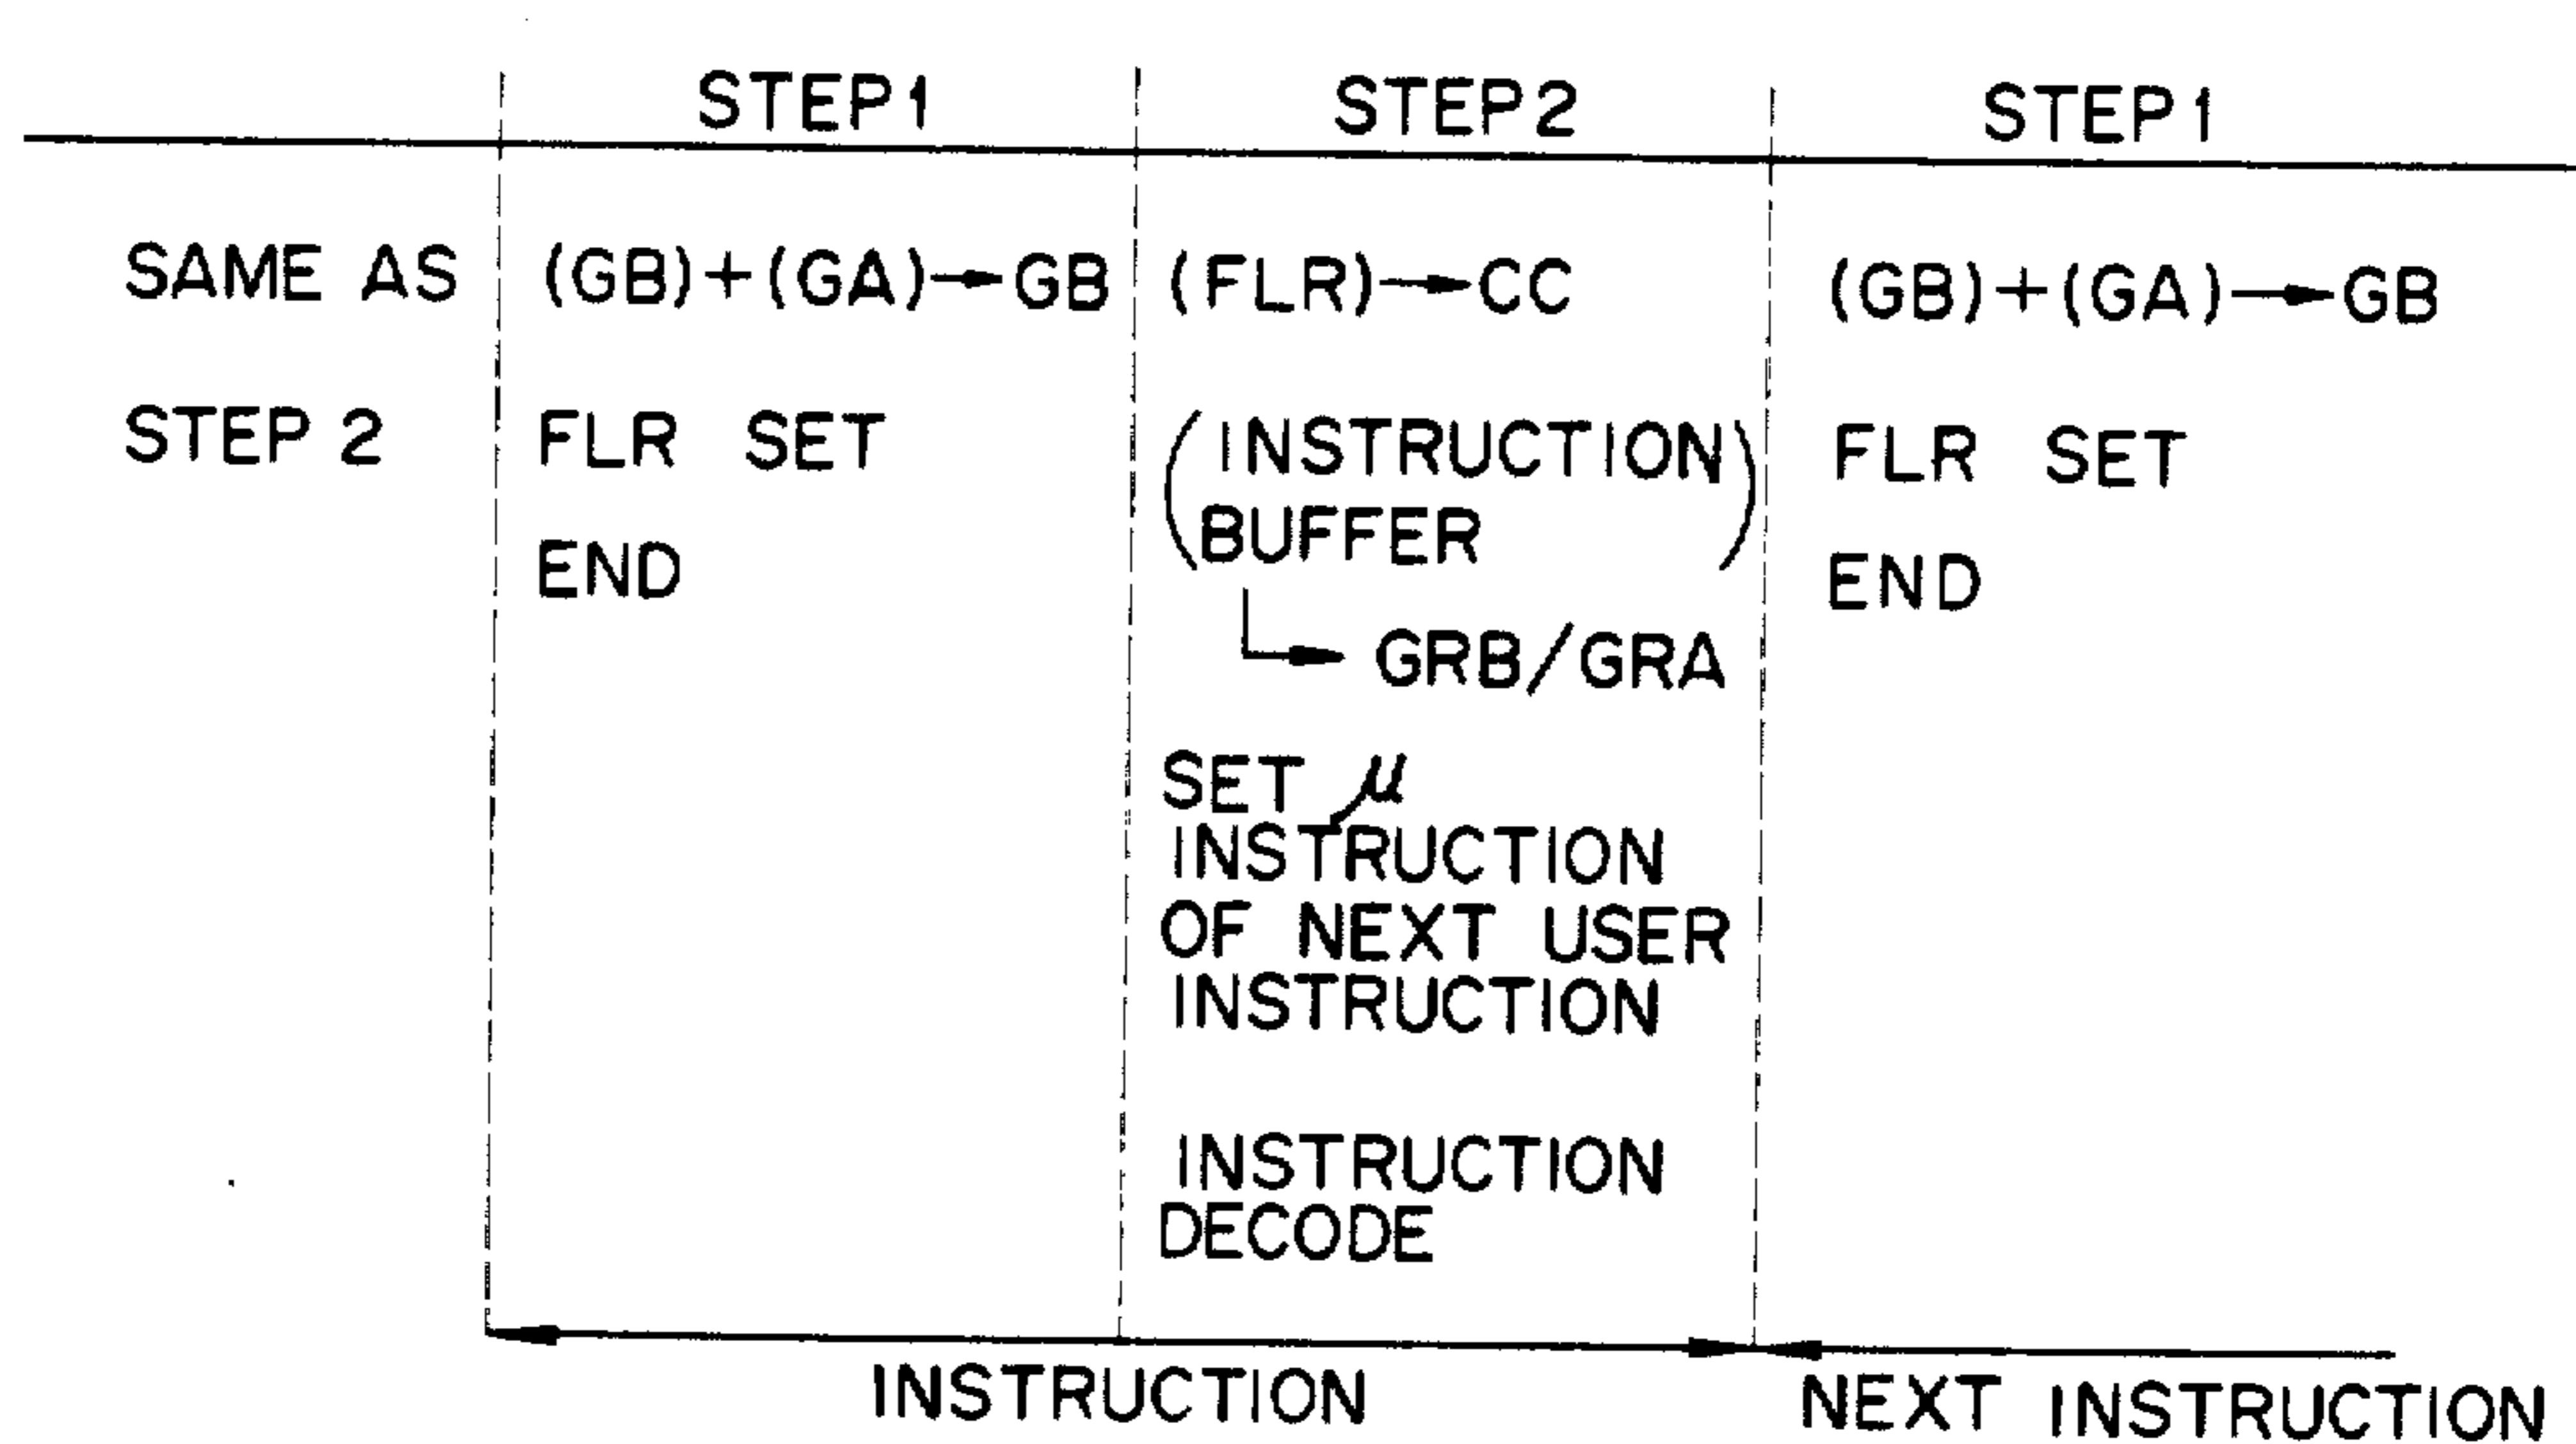 STEP1 STEP2 STEP1
SAME AS (GB)+(GA)→GB (FLR)→CC (GB)+(GA)→GB
STEP 2 FLR SET (INSTRUCTION) FLR SET
BUFFER
END END
GRB/GRA
SET μ
INSTRUCTION
OF NEXT USER
INSTRUCTION
INSTRUCTION
DECODE
INSTRUCTION NEXT INSTRUCTION